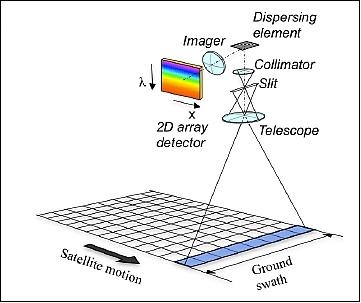 Dispersing
element
Imager
Collimator
Slit
λ
x
Telescope
2D array
detector
Satellite motion
Ground
swath